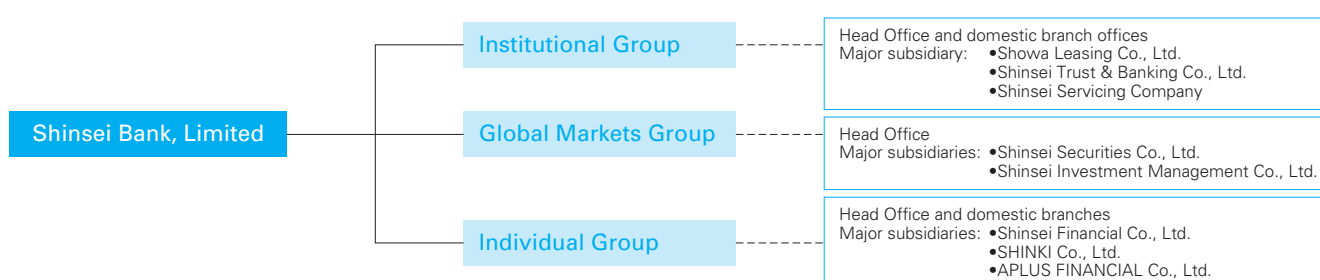 Shinsei Bank, Limited
Institutional Group
Head Office and domestic branch offices
Major subsidiary: •Showa Leasing Co., Ltd.
•Shinsei Trust & Banking Co., Ltd.
•Shinsei Servicing Company
Global Markets Group
Head Office
Major subsidiaries: •Shinsei Securities Co., Ltd.
•Shinsei Investment Management Co., Ltd.
Individual Group
Head Office and domestic branches
Major subsidiaries: •Shinsei Financial Co., Ltd.
•SHINKI Co., Ltd.
•APLUS FINANCIAL Co., Ltd.